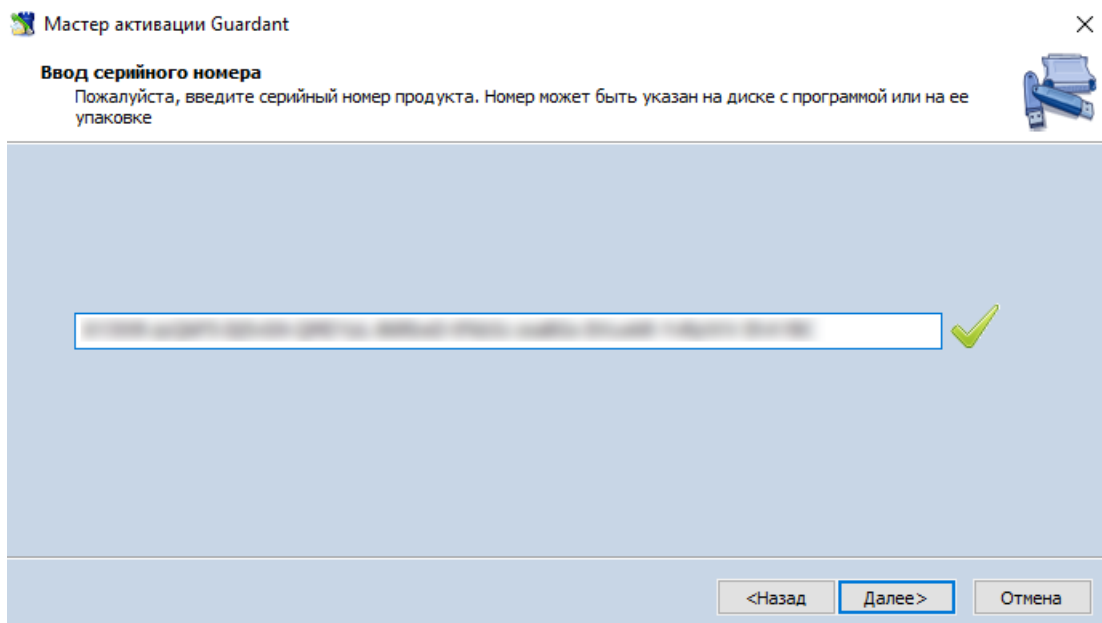 Мастер активации Guardant
Ввод серийного номера
Пожалуйста, введите серийный номер продукта. Номер может быть указан на диске с программой или на ее
упаковке
<Назад
Далее>
Отмена